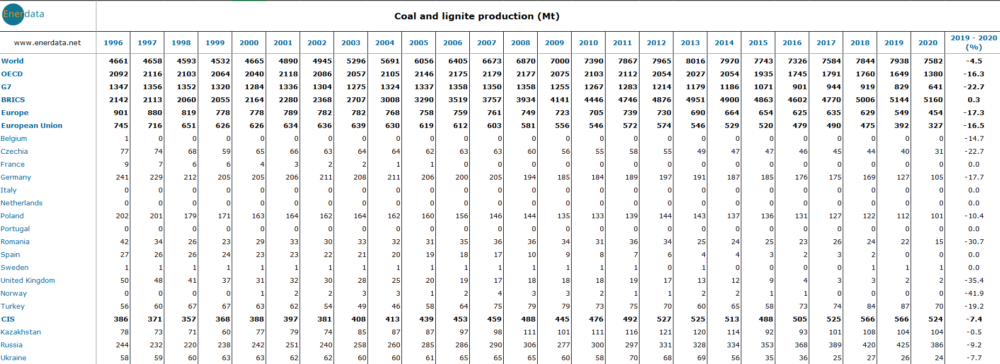 Enerdata
Coal and lignite production (Mt)
www.enerdata.net 1996 1997 1998 1999 2000 2001 2002 2003 2004 2005 2006 2007 2008 2009 2010 2011 2012 2013 2014 2015 2016 2017 2018 2019 2020 2019 - 2020 (%)
World 4661 4658 4593 4532 4665 4890 4945 5296 5691 6056 6405 6673 6870 7000 7390 7867 7965 8016 7970 7743 7326 7584 7844 7938 7582 -4.5
OECD 2092 2116 2103 2064 2040 2118 2086 2057 2105 2146 2175 2179 2177 2075 2103 2112 2054 2027 2054 1935 1745 1791 1760 1649 1380 -16.3
G7 1347 1356 1352 1320 1284 1336 1304 1275 1324 1337 1358 1350 1358 1255 1267 1283 1214 1179 1186 1071 901 944 919 829 641 -22.7
BRICS 2142 2113 2060 2055 2164 2280 2368 2707 3008 3290 3519 3757 3934 4141 4446 4746 4876 4951 4900 4863 4602 4770 5006 5144 5160 0.3
Europe 901 880 819 778 778 789 782 782 768 758 759 761 749 723 705 739 730 690 664 654 625 635 629 549 454 -17.3
European Union 745 716 651 626 626 634 636 639 630 619 612 603 581 556 546 572 574 546 529 520 479 490 475 392 327 -16.5
Belgium 1 0 0 0 0 0 0 0 0 0 0 0 0 0 0 0 0 0 0 0 0 0 0 0 0 -14.7
Czechia 77 74 68 59 65 66 63 64 64 62 63 63 60 56 55 58 55 49 47 47 46 45 44 40 31 -22.7
France 9 7 6 6 4 3 2 2 1 1 0 0 0 0 0 0 0 0 0 0 0 0 0 0 0 0.0
Germany 241 229 212 205 205 206 211 208 211 206 200 205 194 185 184 189 197 191 187 185 176 175 169 127 105 -17.7
Italy 0 0 0 0 0 0 0 0 0 0 0 0 0 0 0 0 0 0 0 0 0 0 0 0 0 0.0
Netherlands 0 0 0 0 0 0 0 0 0 0 0 0 0 0 0 0 0 0 0 0 0 0 0 0 0 0.0
Poland 202 201 179 171 163 164 162 164 162 160 156 146 144 135 133 139 144 143 137 136 131 127 122 112 101 -10.4
Portugal 0 0 0 0 0 0 0 0 0 0 0 0 0 0 0 0 0 0 0 0 0 0 0 0 0 0.0
Romania 42 34 26 23 29 33 30 33 32 31 35 36 36 34 31 36 34 25 24 25 23 26 24 22 15 -30.7
Spain 27 26 26 24 23 23 22 21 20 19 18 17 10 9 8 7 6 4 4 3 2 3 2 0 0 0.0
Sweden 1 1 1 1 1 1 1 1 1 1 1 1 1 1 1 1 0 1 0 0 0 0 1 1 1 0.0
United Kingdom 50 48 41 37 31 32 30 28 25 20 19 17 18 18 18 19 17 13 12 9 4 3 3 2 2 -35.4
Norway 0 0 0 0 1 2 2 3 3 1 2 4 3 3 2 1 1 2 2 1 1 0 0 0 0 -41.9
Turkey 56 60 67 67 63 62 54 49 46 58 64 75 79 79 73 75 70 60 65 58 73 74 84 87 70 -19.2
CIS 386 371 357 368 388 397 381 408 413 439 453 459 488 445 476 492 527 525 513 488 505 525 566 566 524 -7.4
Kazakhstan 78 73 71 60 77 79 74 85 87 87 97 98 111 101 111 116 121 120 114 92 93 101 108 104 104 -0.5
Russia 244 232 220 238 242 251 240 258 260 285 286 290 306 277 300 297 331 328 334 353 368 389 420 425 386 -9.2
Ukraine 58 59 60 63 63 62 62 60 60 61 65 65 65 60 58 70 68 69 56 35 36 25 27 26 24 -7.7